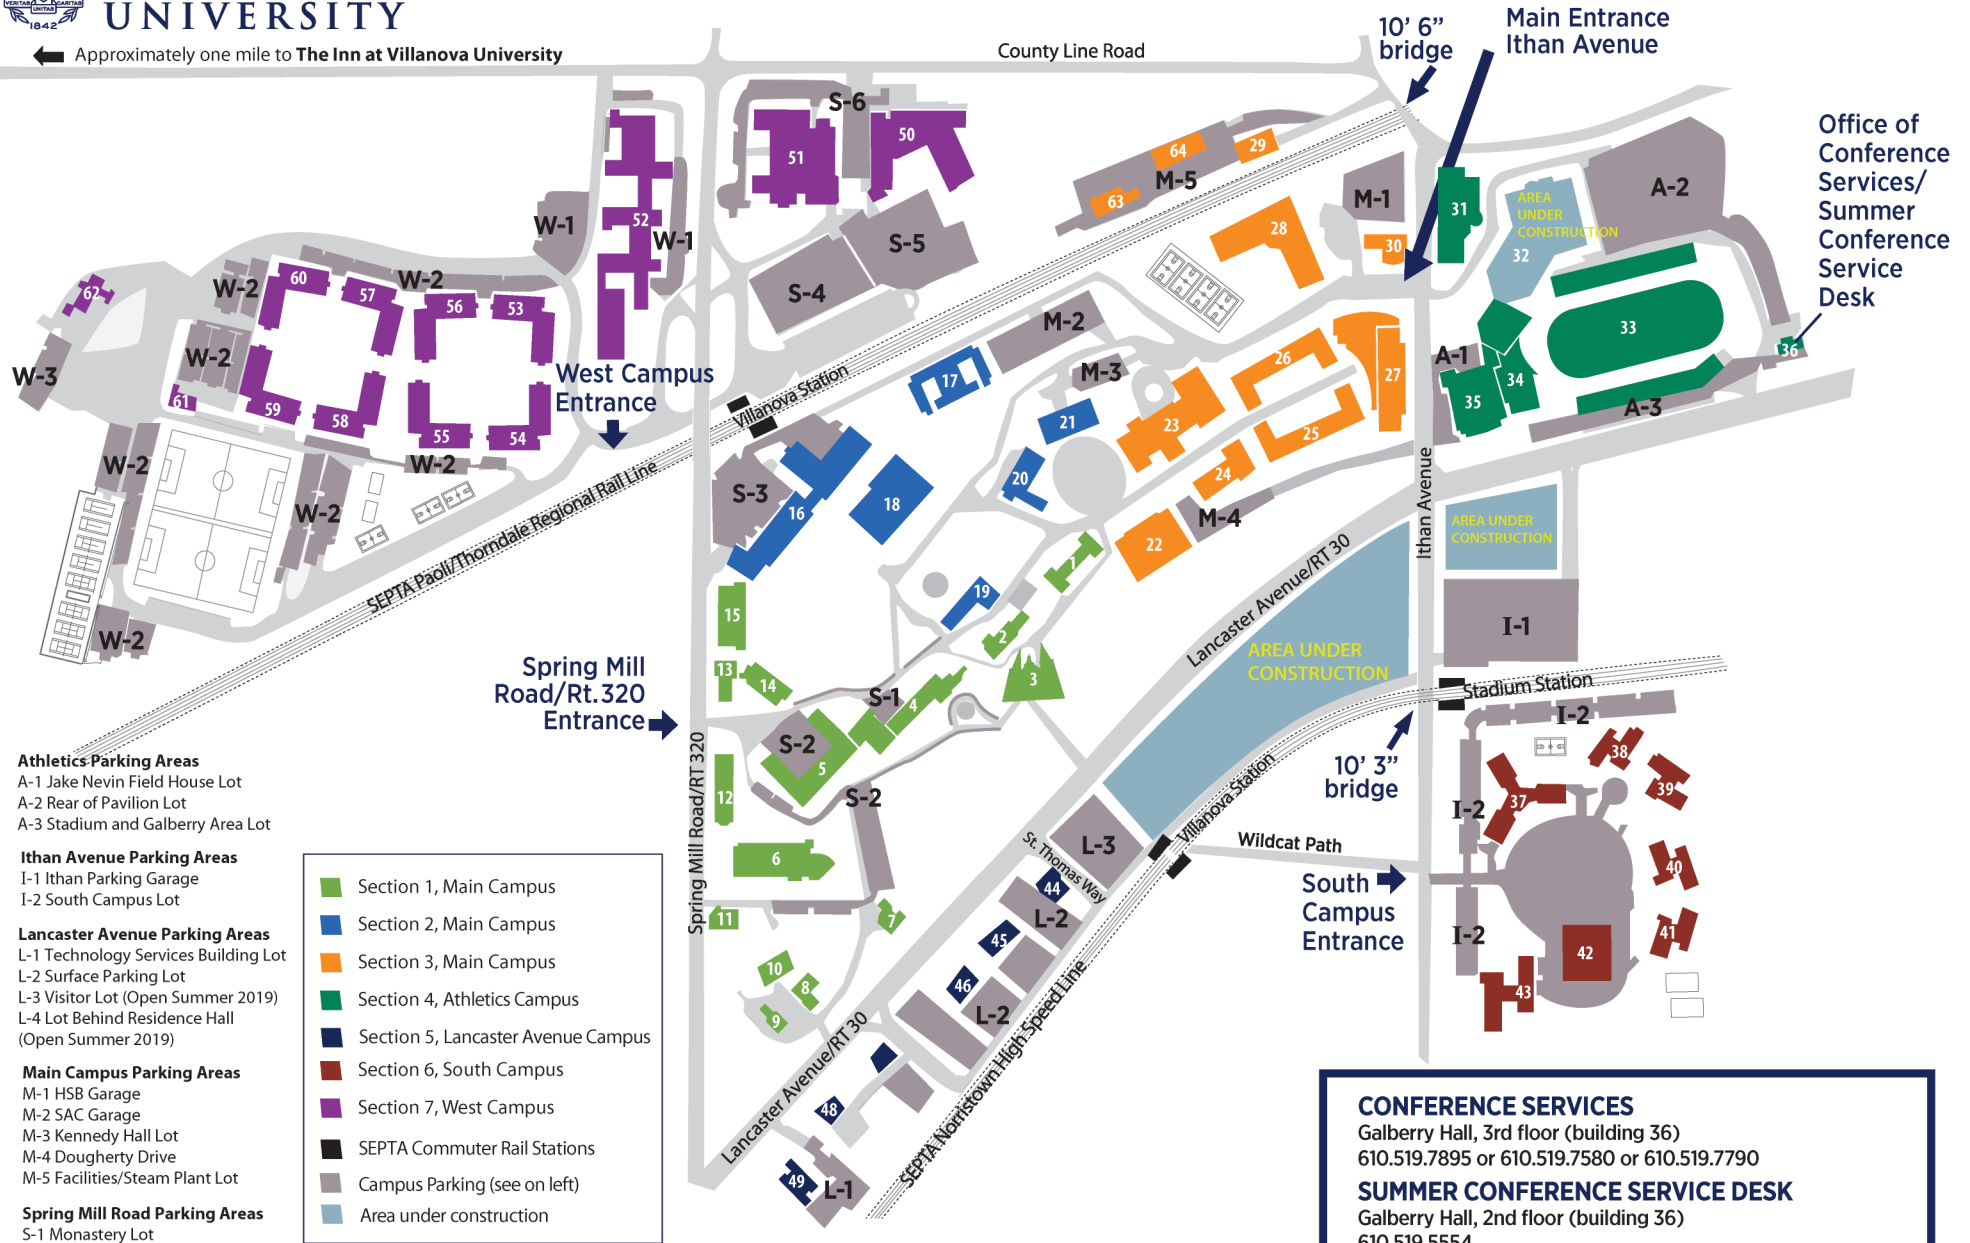 VERITAS
UNITAS
CARITAS
1842
UNIVERSITY
Approximately one mile to The Inn at Villanova University
County Line Road
10’ 6”
bridge
Main Entrance
Ithan Avenue
Office of
Conference
Services/
Summer
Conference
Service
Desk
S-6
50
51
52
W-1
W-1
S-5
S-4
64
29
63
M-5
M-1
28
30
31
AREA
UNDER
CONSTRUCTION
32
A-2
33
36
A-1
34
35
A-3
62
W-2
60
57
W-2
56
53
W-2
W-3
61
59
58
55
54
W-2
W-2
W-2
W-2
West Campus
Entrance
Villanova Station
SEPTA Paoli/Thorndale Regional Rail Line
M-2
17
M-3
21
20
23
26
25
27
24
M-4
22
S-3
16
18
19
1
2
3
15
13
14
S-1
4
S-2
5
12
S-2
6
11
7
10
8
9
Spring Mill
Road/Rt.320
Entrance
Spring Mill Road/RT 320
Lancaster Avenue/RT 30
Ithan Avenue
AREA UNDER
CONSTRUCTION
I-1
AREA UNDER
CONSTRUCTION
Stadium Station
I-2
10’ 3”
bridge
Villanova Station
Wildcat Path
South
Campus
Entrance
38
39
37
I-2
40
41
I-2
42
43
L-3
St. Thomas Way
44
L-2
45
46
L-2
48
49
L-1
Lancaster Avenue/RT 30
SEPTA Norristown High Speed Line
Athletics Parking Areas
A-1 Jake Nevin Field House Lot
A-2 Rear of Pavilion Lot
A-3 Stadium and Galberry Area Lot
Ithan Avenue Parking Areas
I-1 Ithan Parking Garage
I-2 South Campus Lot
Lancaster Avenue Parking Areas
L-1 Technology Services Building Lot
L-2 Surface Parking Lot
L-3 Visitor Lot (Open Summer 2019)
L-4 Lot Behind Residence Hall
(Open Summer 2019)
Main Campus Parking Areas
M-1 HSB Garage
M-2 SAC Garage
M-3 Kennedy Hall Lot
M-4 Dougherty Drive
M-5 Facilities/Steam Plant Lot
Spring Mill Road Parking Areas
S-1 Monastery Lot
Section 1, Main Campus
Section 2, Main Campus
Section 3, Main Campus
Section 4, Athletics Campus
Section 5, Lancaster Avenue Campus
Section 6, South Campus
Section 7, West Campus
SEPTA Commuter Rail Stations
Campus Parking (see on left)
Area under construction
CONFERENCE SERVICES
Galberry Hall, 3rd floor (building 36)
610.519.7895 or 610.519.7580 or 610.519.7790
SUMMER CONFERENCE SERVICE DESK
Galberry Hall, 2nd floor (building 36)
610.519.5554